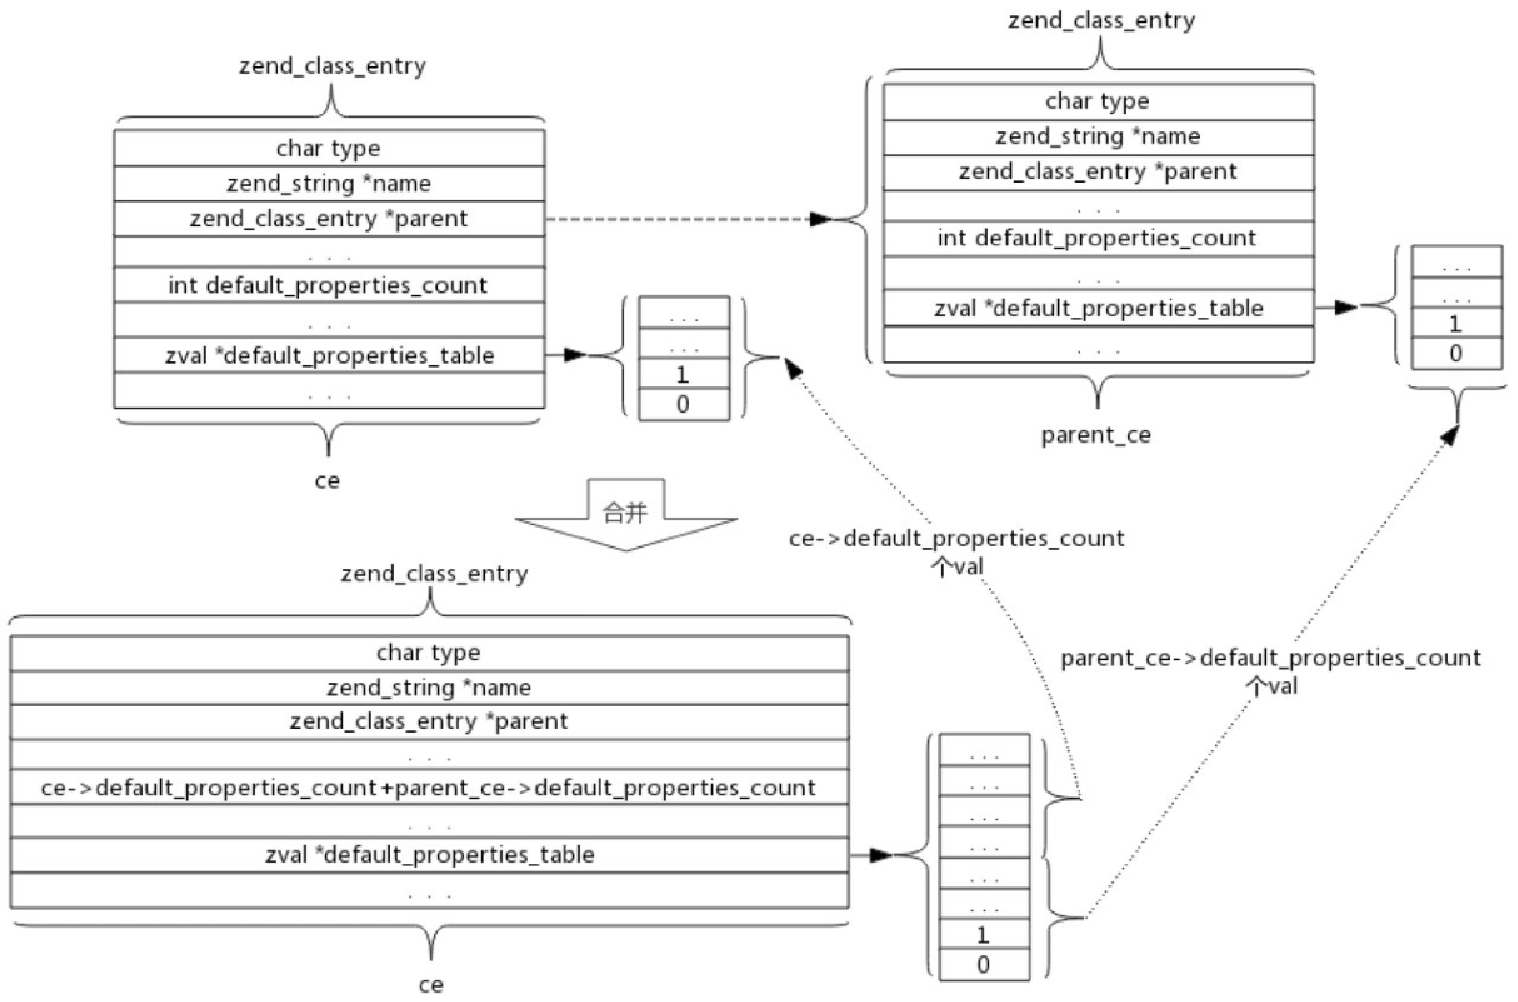 zend_class_entry
char type
zend_string *name
zend_class_entry *parent
. . .
int default_properties_count
. . .
zval *default_properties_table
. . .
ce
...
...
1
0
zend_class_entry
char type
zend_string *name
zend_class_entry *parent
. . .
int default_properties_count
. . .
zval *default_properties_table
. . .
parent_ce
...
...
1
0
合并
ce->default_properties_count
个val
parent_ce->default_properties_count
个val
zend_class_entry
char type
zend_string *name
zend_class_entry *parent
. . .
ce->default_properties_count+parent_ce->default_properties_count
. . .
zval *default_properties_table
. . .
ce
...
...
...
...
...
...
1
0